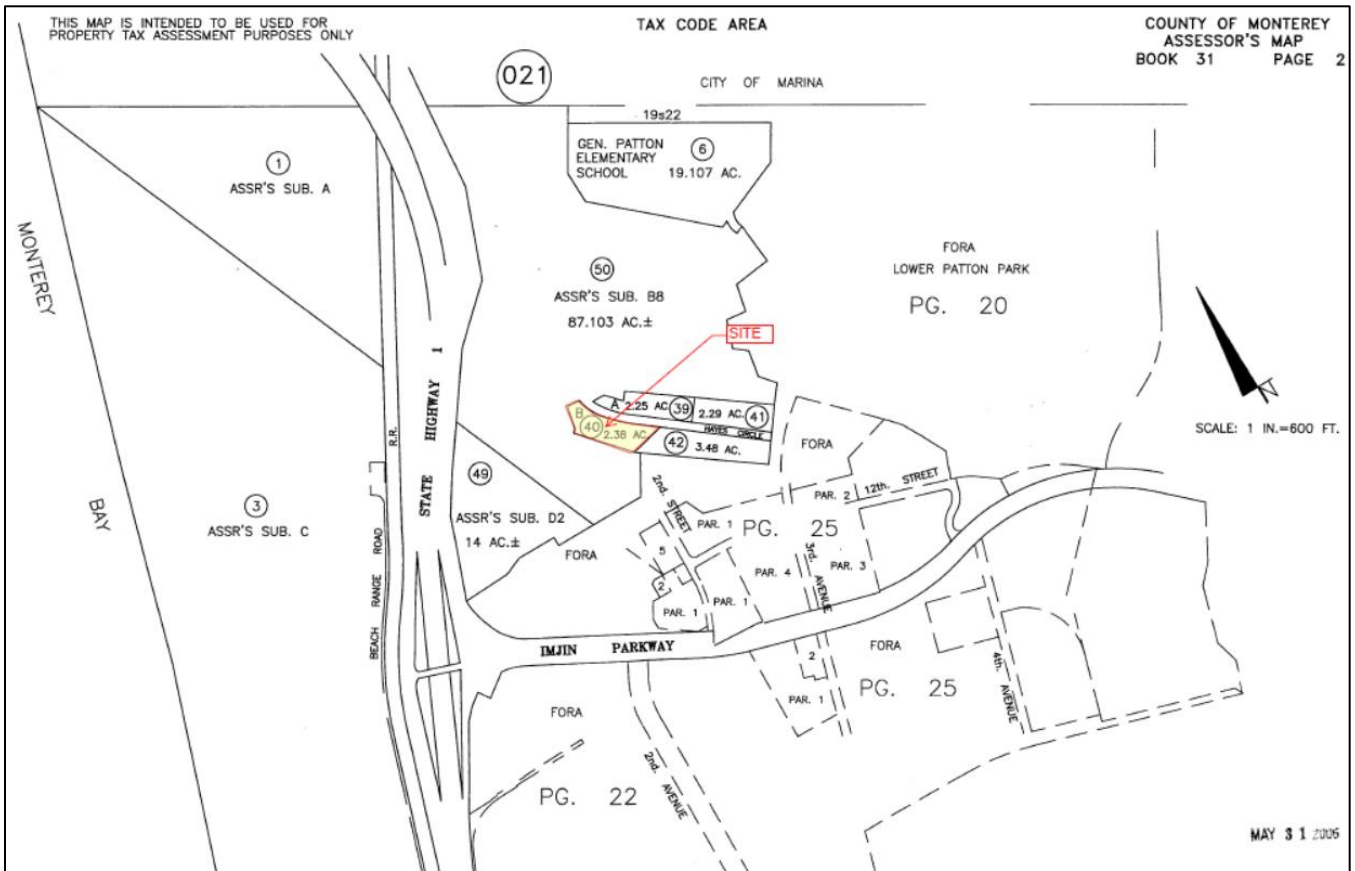 THIS MAP IS INTENDED TO BE USED FOR
PROPERTY TAX ASSESSMENT PURPOSES ONLY
TAX CODE AREA
COUNTY OF MONTEREY
ASSESSOR'S MAP
BOOK 31 PAGE 2
021
CITY OF MARINA
19s22
GEN. PATTON
ELEMENTARY
SCHOOL
6
19.107 AC.
1
ASSR'S SUB. A
MONTEREY
BAY
FORA
LOWER PATTON PARK
PG. 20
50
ASSR'S SUB. B8
87.103 AC.±
SITE
N
SCALE: 1 IN.=600 FT.
STATE HIGHWAY 1
R.R.
A 2.25 AC. 39
2.29 AC. 41
HAYES CIRCLE
B
40
2.38 AC.
42
3.48 AC.
FORA
49
ASSR'S SUB. D2
14 AC.±
3
ASSR'S SUB. C
BEACH RANGE ROAD
FORA
2nd. STREET
PAR. 2
12th. STREET
PAR. 1
PG. 25
5
2
PAR. 1
PAR. 1
PAR. 4
3rd. AVENUE
PAR. 3
IMJIN PARKWAY
2
PAR. 1
FORA
PG. 25
4th. AVENUE
FORA
PG. 22
2nd. AVENUE
MAY 31 2006